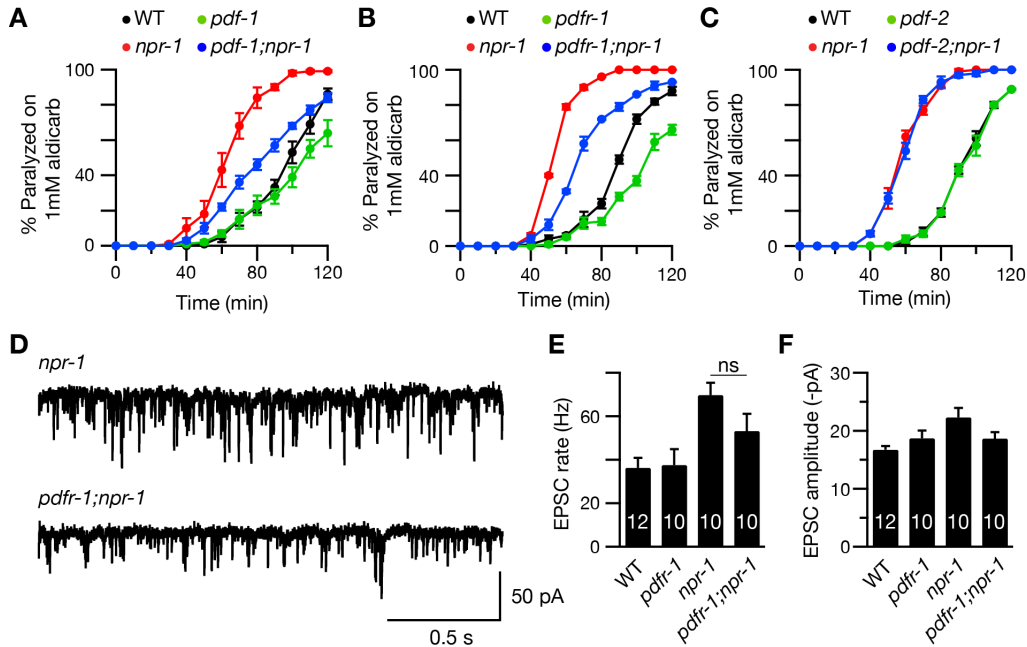 A
WT
pdf-1
npr-1
pdf-1;npr-1
% Paralyzed on
1mM aldicarb
100
40
0
0
40
80
120
Time (min)
B
WT
pdfr-1
npr-1
pdfr-1;npr-1
% Paralyzed on
1mM aldicarb
100
40
0
0
40
80
120
Time (min)
C
WT
pdf-2
npr-1
pdf-2;npr-1
% Paralyzed on
1mM aldicarb
100
40
0
0
40
80
120
Time (min)
D
npr-1
pdfr-1;npr-1
50 pA
0.5 s
E
ns
EPSC rate (Hz)
60
20
0
12
10
10
10
WT
pdfr-1
npr-1
pdfr-1;npr-1
F
EPSC amplitude (-pA)
30
20
10
0
12
10
10
10
WT
pdfr-1
npr-1
pdfr-1;npr-1